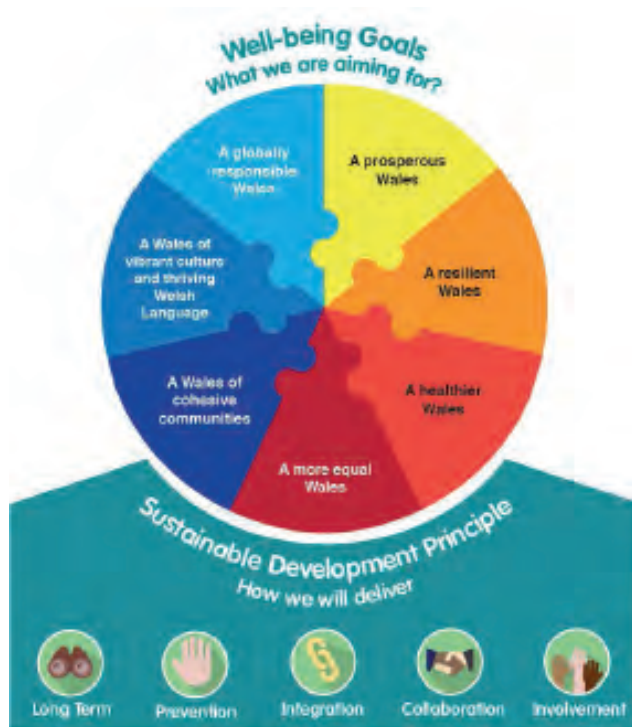 Well-being Goals
What we are aiming for?
A prosperous
Wales
A resilient
Wales
A healthier
Wales
A more equal
Wales
A Wales of
cohesive
communities
A Wales of
vibrant culture
and thriving
Welsh
Language
A globally
responsible
Wales
Sustainable Development Principle
How we will deliver
Long Term
Prevention
Integration
Collaboration
Involvement